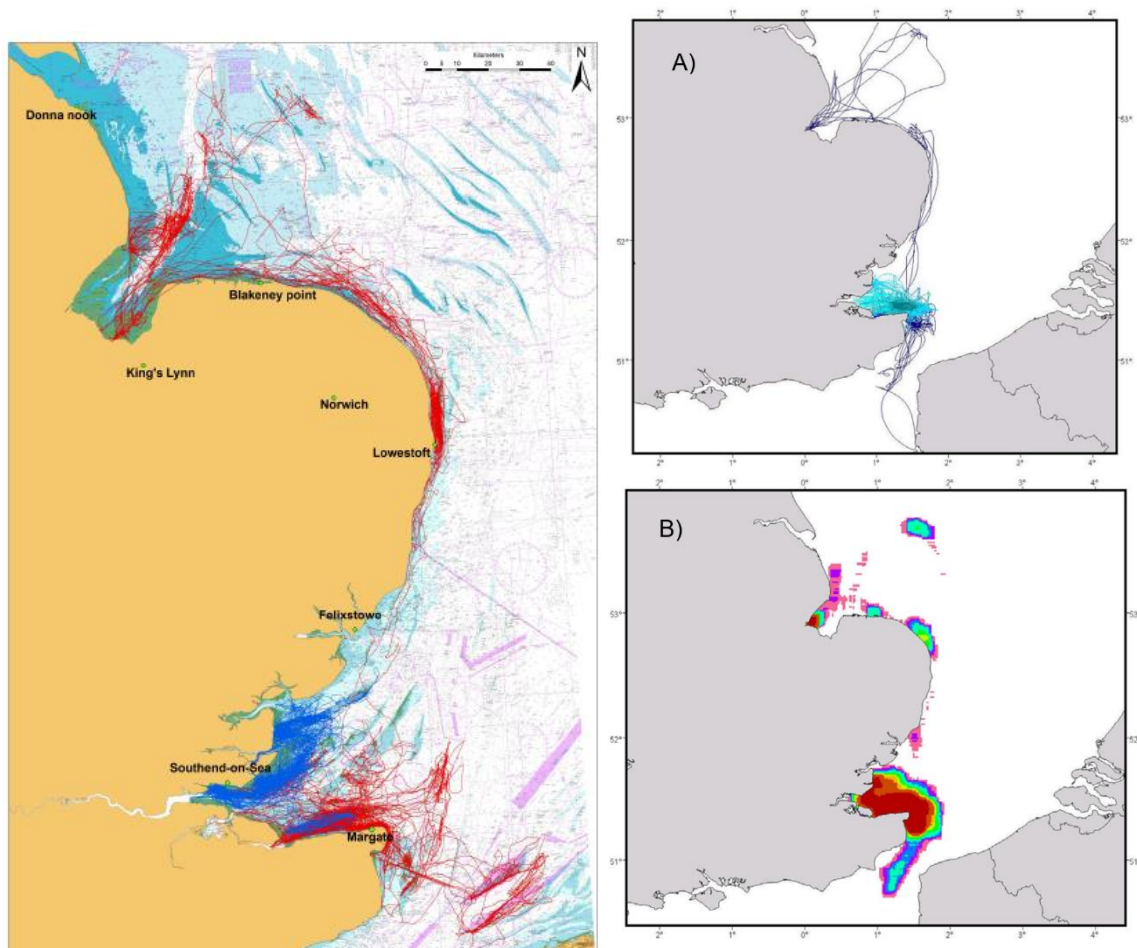 Kilometers
0 5 10 20 30 40
N
Donna nook
Blakeney point
King's Lynn
Norwich
Lowestoft
Felixstowe
Southend-on-Sea
Margate
2° 1° 0° 1° 2° 3° 4°
A)
53° 53°
52° 52°
51° 51°
2° 1° 0° 1° 2° 3° 4°
2° 1° 0° 1° 2° 3° 4°
B)
53° 53°
52° 52°
51° 51°
2° 1° 0° 1° 2° 3° 4°